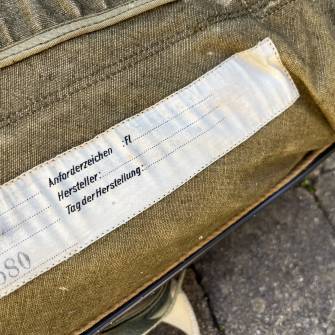 Anforderzeichen :Fl
Hersteller:
Tag der Herstellung: